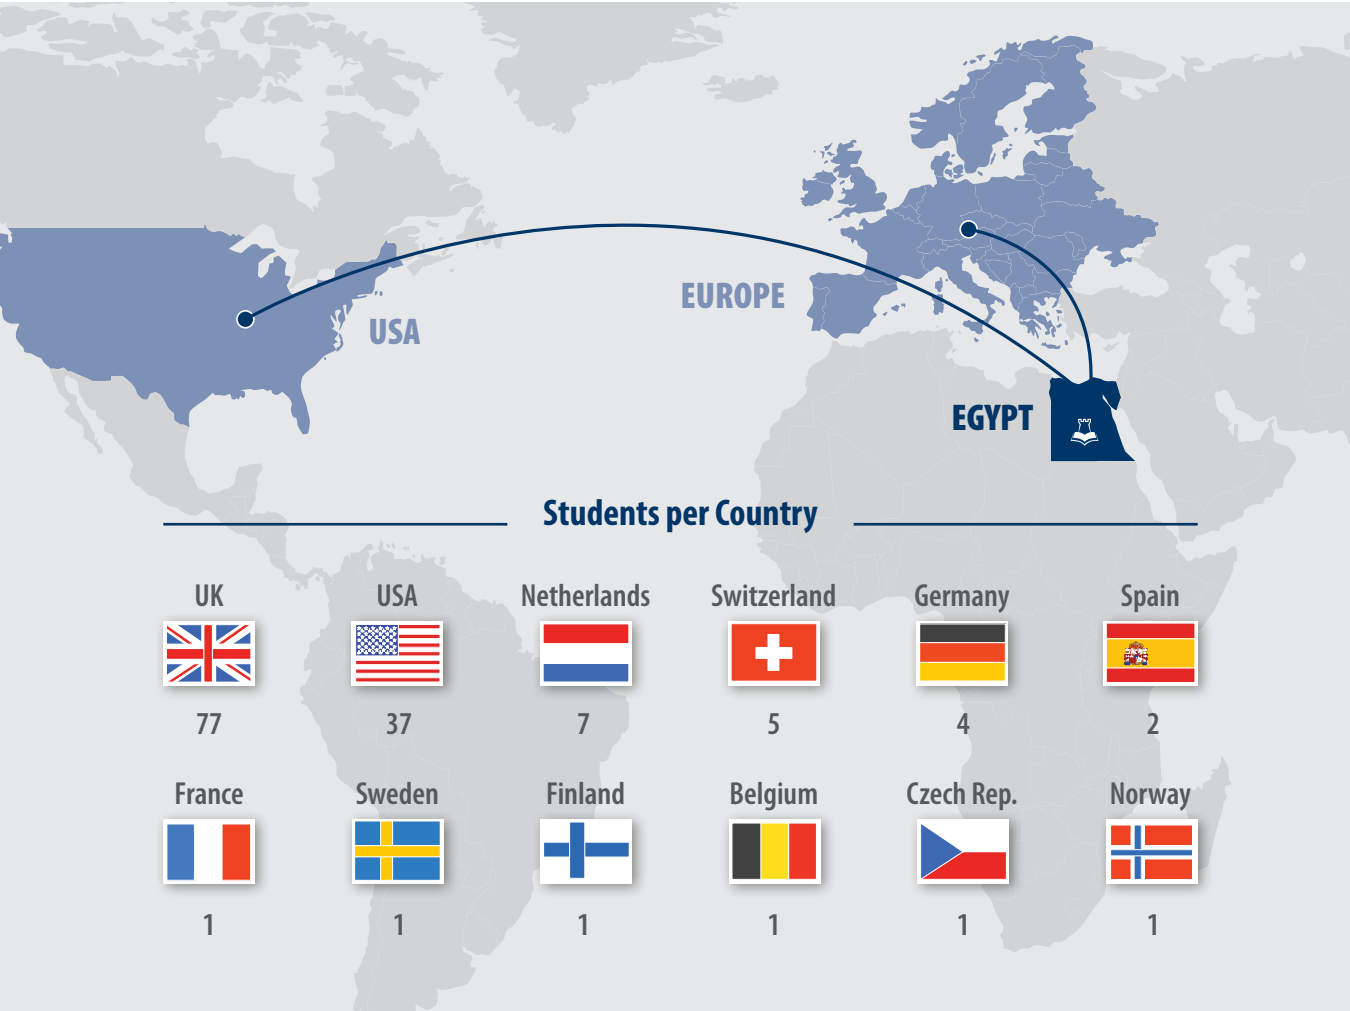 EUROPE
USA
EGYPT
Students per Country
UK USA Netherlands Switzerland Germany Spain
77 37 7 5 4 2
France Sweden Finland Belgium Czech Rep. Norway
1 1 1 1 1 1